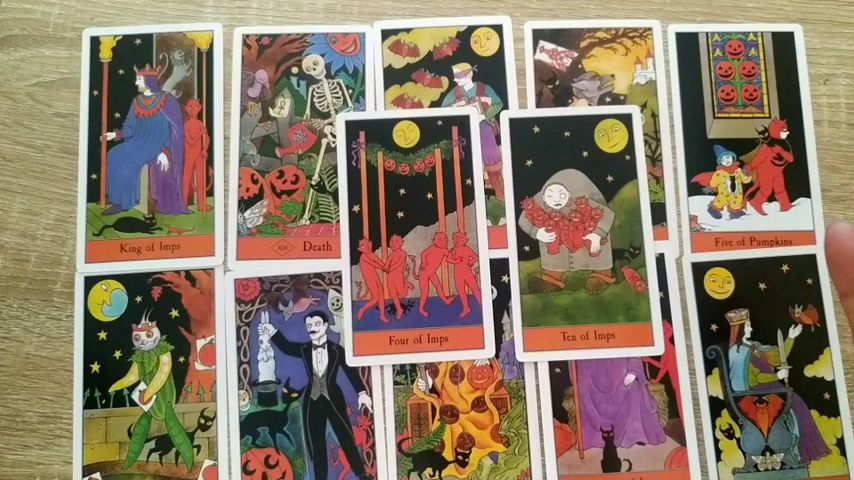 King of Imps
XIII Death
Five of Pumpkins
Four of Imps
Ten of Imps